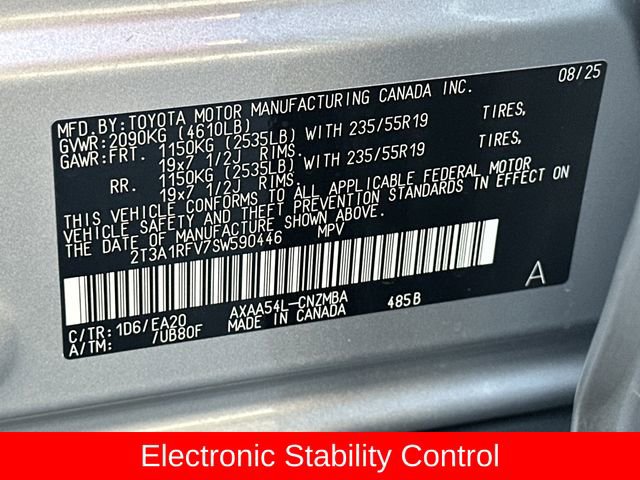 MFD.BY:TOYOTA MOTOR MANUFACTURING CANADA INC. 08/25
GVWR:2090KG (4610LB)
GAWR:FRT. 1150KG (2535LB) WITH 235/55R19 TIRES,
19x7 1/2J RIMS.
RR. 1150KG (2535LB) WITH 235/55R19 TIRES,
19x7 1/2J RIMS.
THIS VEHICLE CONFORMS TO ALL APPLICABLE FEDERAL MOTOR
VEHICLE SAFETY AND THEFT PREVENTION STANDARDS IN EFFECT ON
THE DATE OF MANUFACTURE SHOWN ABOVE.
2T3A1RFV7SW590446 MPV
A
C/TR: 1D6/EA20 AXAA54L-CNZMBA 485B
A/TM: /UB80F MADE IN CANADA
Electronic Stability Control